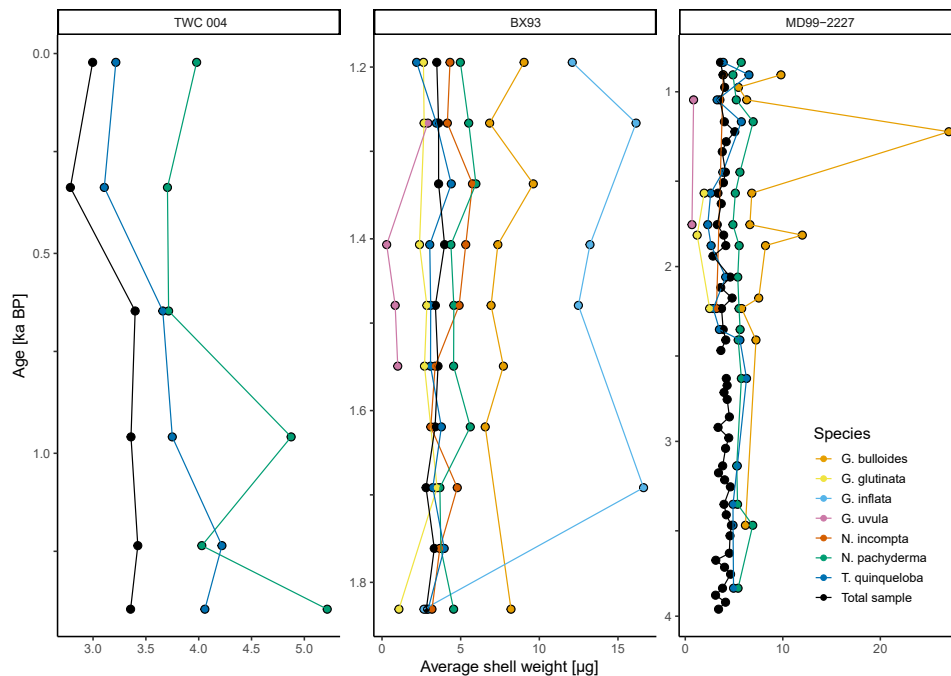 TWC 004
BX93
MD99−2227
Age [ka BP]
0.0
0.5
1.0
1.2
1.4
1.6
1.8
1
2
3
4
Species
G. bulloides
G. glutinata
G. inflata
G. uvula
N. incompta
N. pachyderma
T. quinqueloba
Total sample
3.0 3.5 4.0 4.5 5.0
0 5 10 15
0 10 20
Average shell weight [µg]